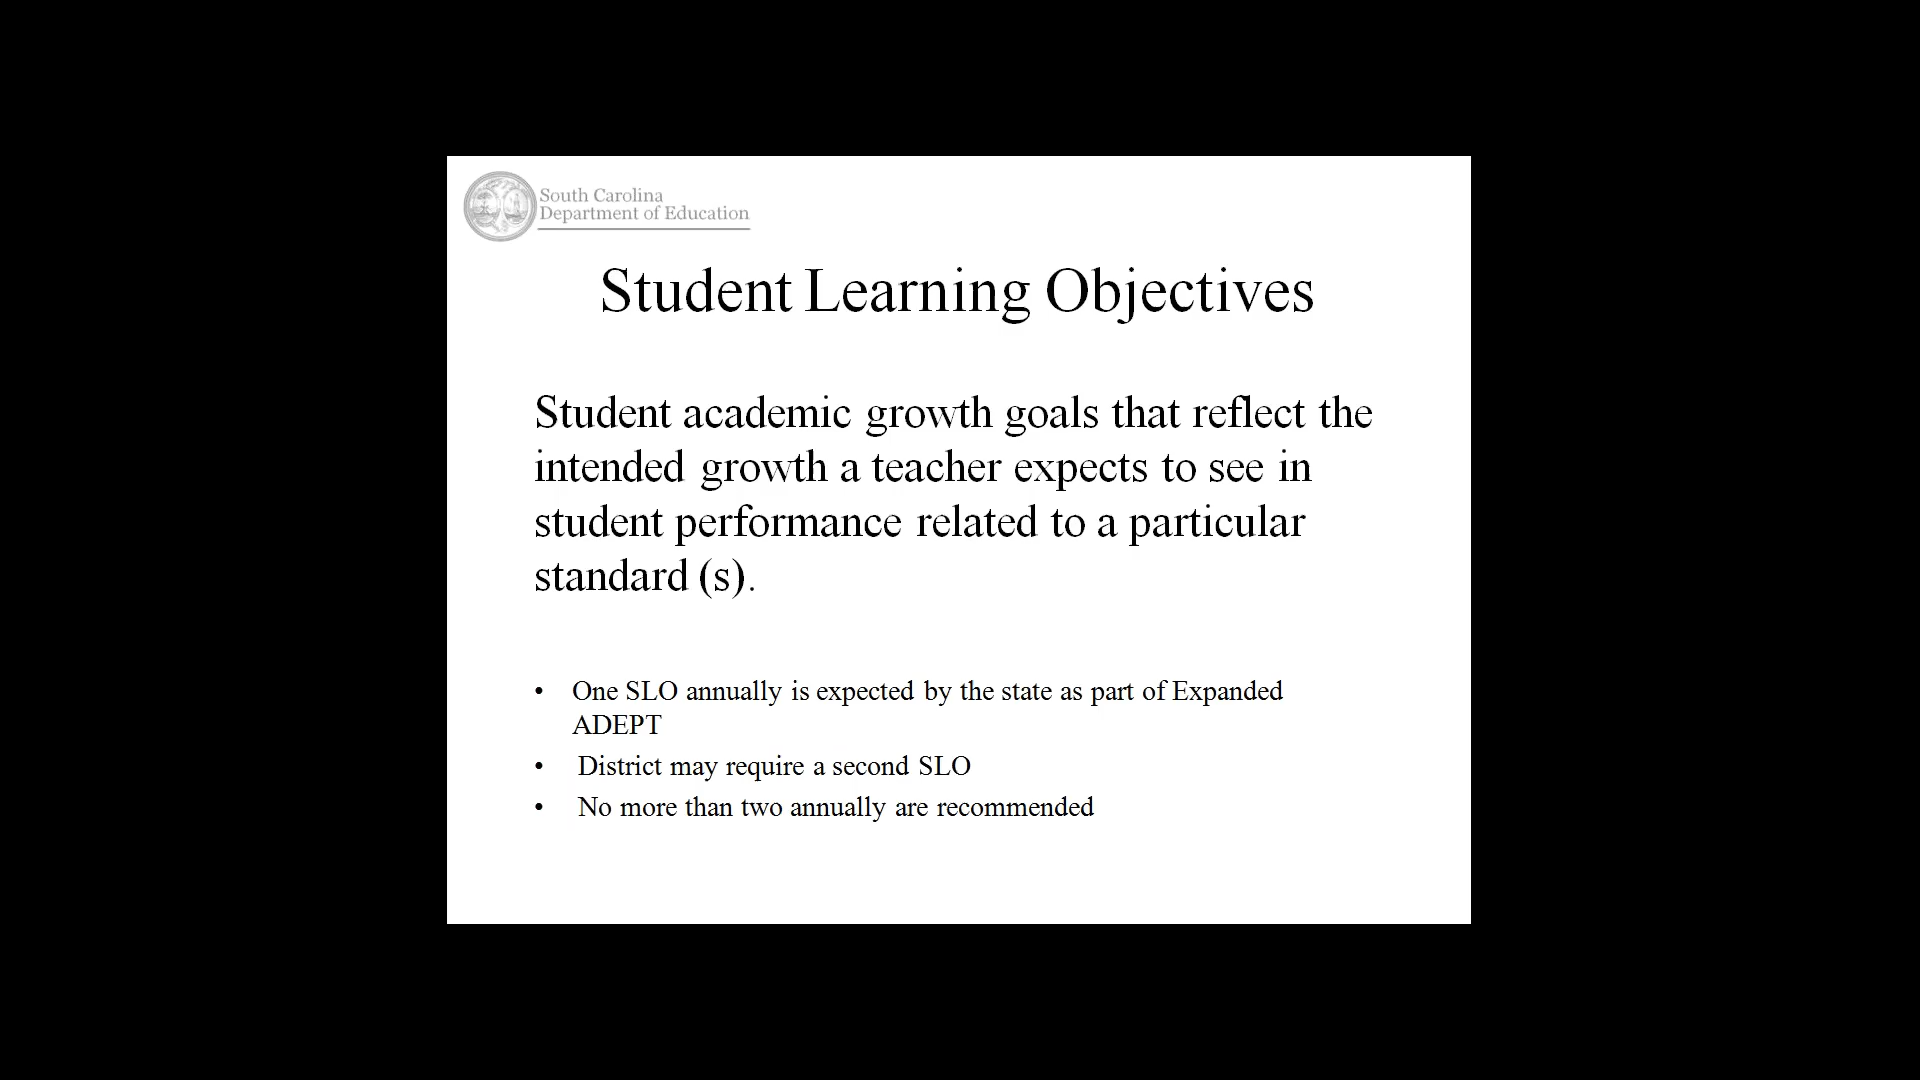 South Carolina
Department of Education
Student Learning Objectives
Student academic growth goals that reflect the
intended growth a teacher expects to see in
student performance related to a particular
standard (s).
• One SLO annually is expected by the state as part of Expanded
ADEPT
• District may require a second SLO
• No more than two annually are recommended